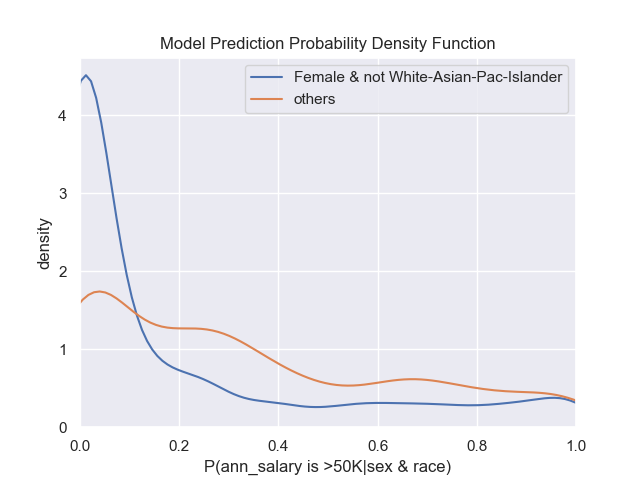 Model Prediction Probability Density Function
Female & not White-Asian-Pac-Islander
others
density
4
3
2
1
0
0.0 0.2 0.4 0.6 0.8 1.0
P(ann_salary is >50K|sex & race)